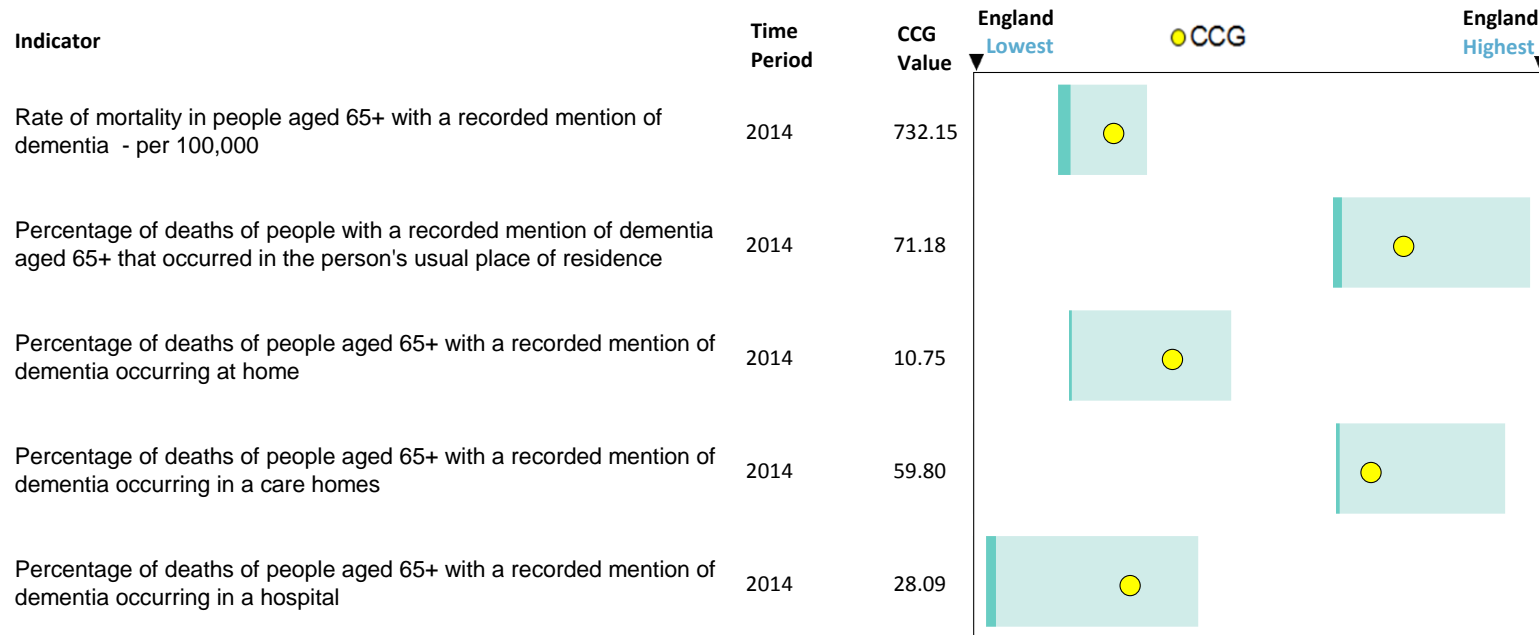 Indicator
Time Period
CCG Value
England Lowest
CCG
England Highest
Rate of mortality in people aged 65+ with a recorded mention of
dementia - per 100,000
2014
732.15
Percentage of deaths of people with a recorded mention of dementia
aged 65+ that occurred in the person's usual place of residence
2014
71.18
Percentage of deaths of people aged 65+ with a recorded mention of
dementia occurring at home
2014
10.75
Percentage of deaths of people aged 65+ with a recorded mention of
dementia occurring in a care homes
2014
59.80
Percentage of deaths of people aged 65+ with a recorded mention of
dementia occurring in a hospital
2014
28.09